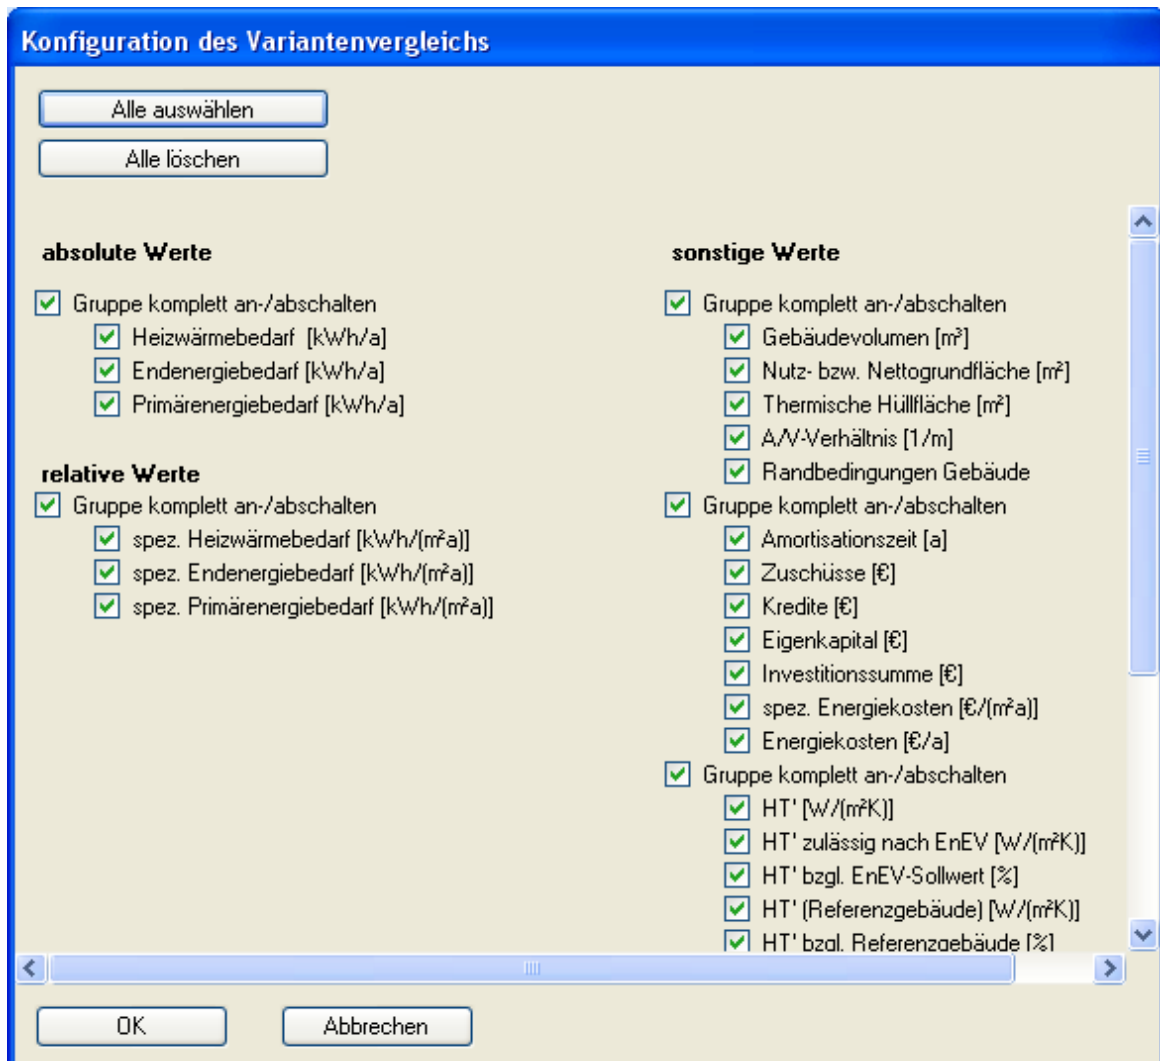 Konfiguration des Variantenvergleichs
Alle auswählen
Alle löschen
absolute Werte
Gruppe komplett an-/abschalten
Heizwärmebedarf [kWh/a]
Endenergiebedarf [kWh/a]
Primärenergiebedarf [kWh/a]
relative Werte
Gruppe komplett an-/abschalten
spez. Heizwärmebedarf [kWh/(m²a)]
spez. Endenergiebedarf [kWh/(m²a)]
spez. Primärenergiebedarf [kWh/(m²a)]
sonstige Werte
Gruppe komplett an-/abschalten
Gebäudevolumen [m³]
Nutz- bzw. Nettogrundfläche [m²]
Thermische Hüllfläche [m²]
A/V-Verhältnis [1/m]
Randbedingungen Gebäude
Gruppe komplett an-/abschalten
Amortisationszeit [a]
Zuschüsse [€]
Kredite [€]
Eigenkapital [€]
Investitionssumme [€]
spez. Energiekosten [€/(m²a)]
Energiekosten [€/a]
Gruppe komplett an-/abschalten
HT' [W/(m²K)]
HT' zulässig nach EnEV [W/(m²K)]
HT' bzgl. EnEV-Sollwert [%]
HT' (Referenzgebäude) [W/(m²K)]
HT' bzgl. Referenzgebäude [%]
OK
Abbrechen